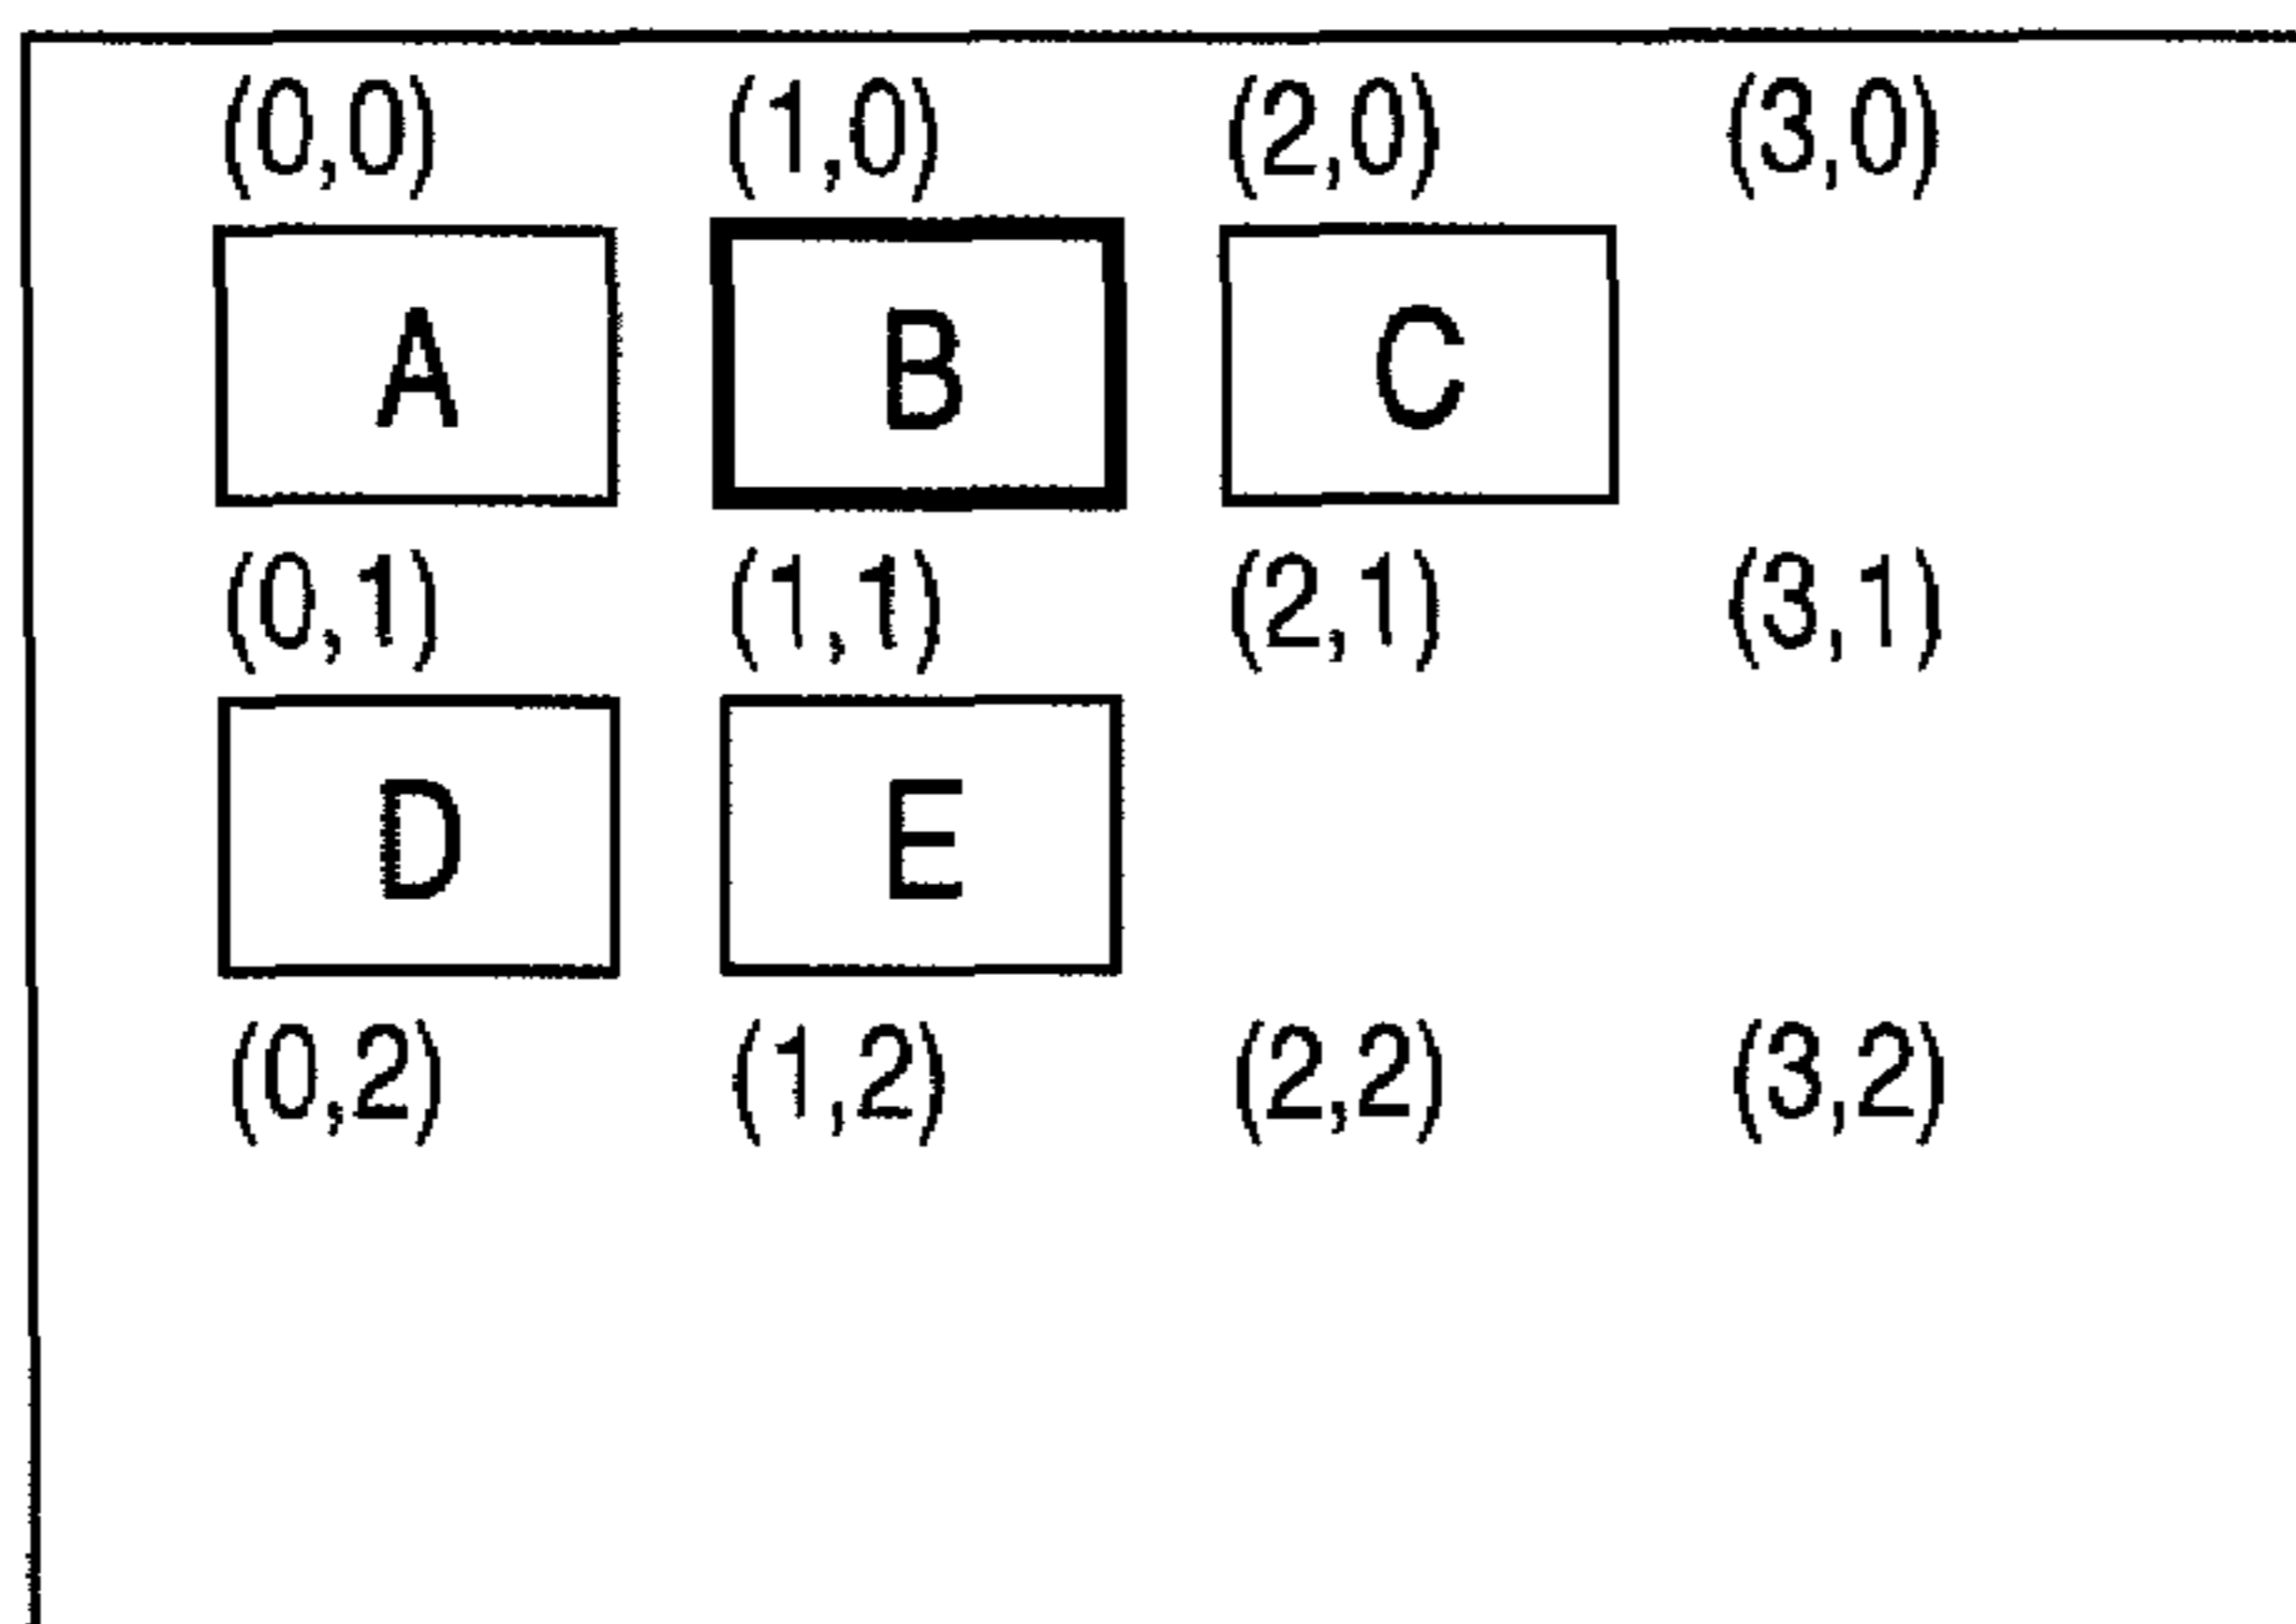 (0,0) (1,0) (2,0) (3,0)
A B C
(0,1) (1,1) (2,1) (3,1)
D E
(0,2) (1,2) (2,2) (3,2)